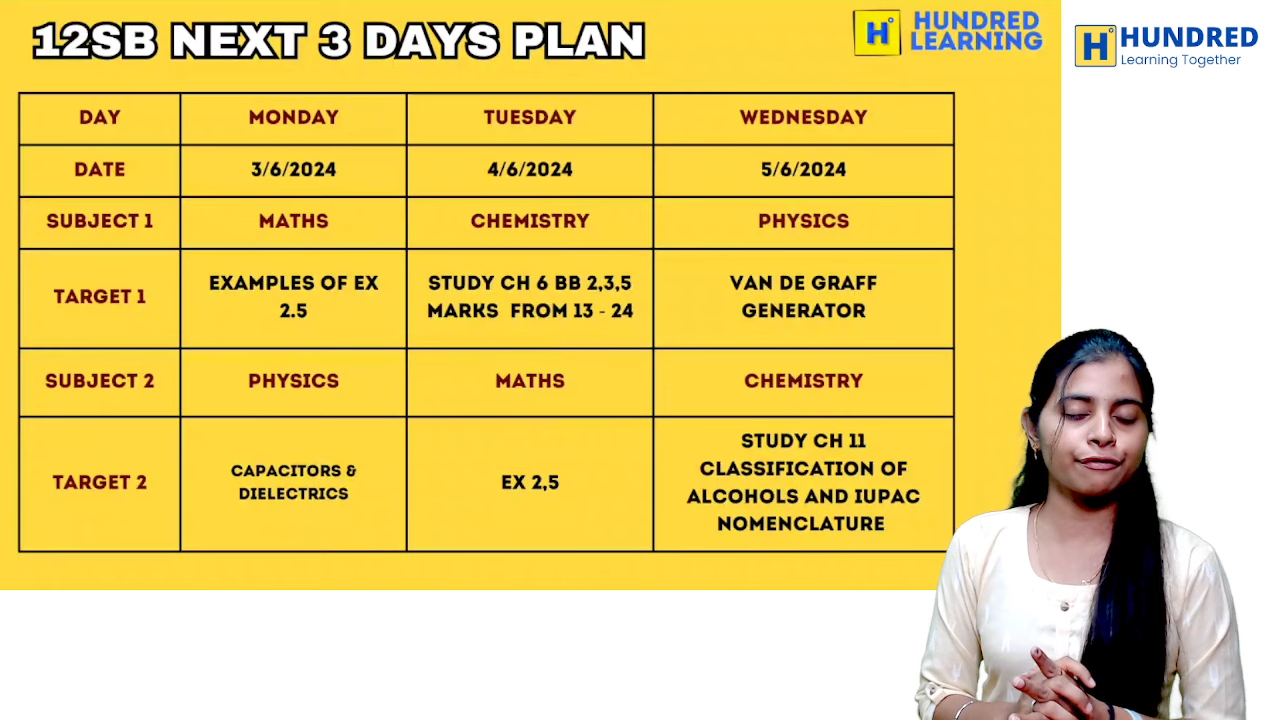 12SB NEXT 3 DAYS PLAN
HUNDRED
LEARNING
HUNDRED
Learning Together
DAY
MONDAY
TUESDAY
WEDNESDAY
DATE
3/6/2024
4/6/2024
5/6/2024
SUBJECT 1
MATHS
CHEMISTRY
PHYSICS
TARGET 1
EXAMPLES OF EX
2.5
STUDY CH 6 BB 2,3,5
MARKS FROM 13 - 24
VAN DE GRAFF
GENERATOR
SUBJECT 2
PHYSICS
MATHS
CHEMISTRY
TARGET 2
CAPACITORS &
DIELECTRICS
EX 2,5
STUDY CH 11
CLASSIFICATION OF
ALCOHOLS AND IUPAC
NOMENCLATURE